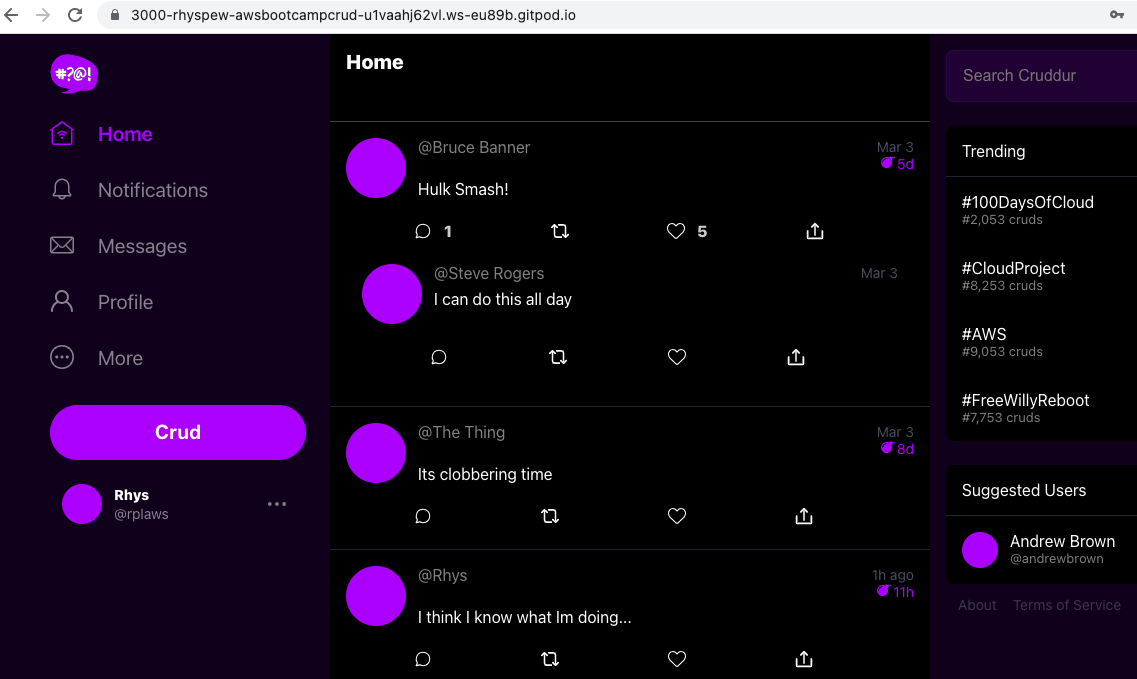 3000-rhyspew-awsbootcampcrud-u1vaahj62vl.ws-eu89b.gitpod.io
#?@!
Home
Notifications
Messages
Profile
More
Crud
Rhys
@rplaws
Home
@Bruce Banner
Mar 3
5d
Hulk Smash!
1
5
@Steve Rogers
Mar 3
I can do this all day
@The Thing
Mar 3
8d
Its clobbering time
@Rhys
1h ago
11h
I think I know what Im doing...
Search Cruddur
Trending
#100DaysOfCloud
#2,053 cruds
#CloudProject
#8,253 cruds
#AWS
#9,053 cruds
#FreeWillyReboot
#7,753 cruds
Suggested Users
Andrew Brown
@andrewbrown
About Terms of Service